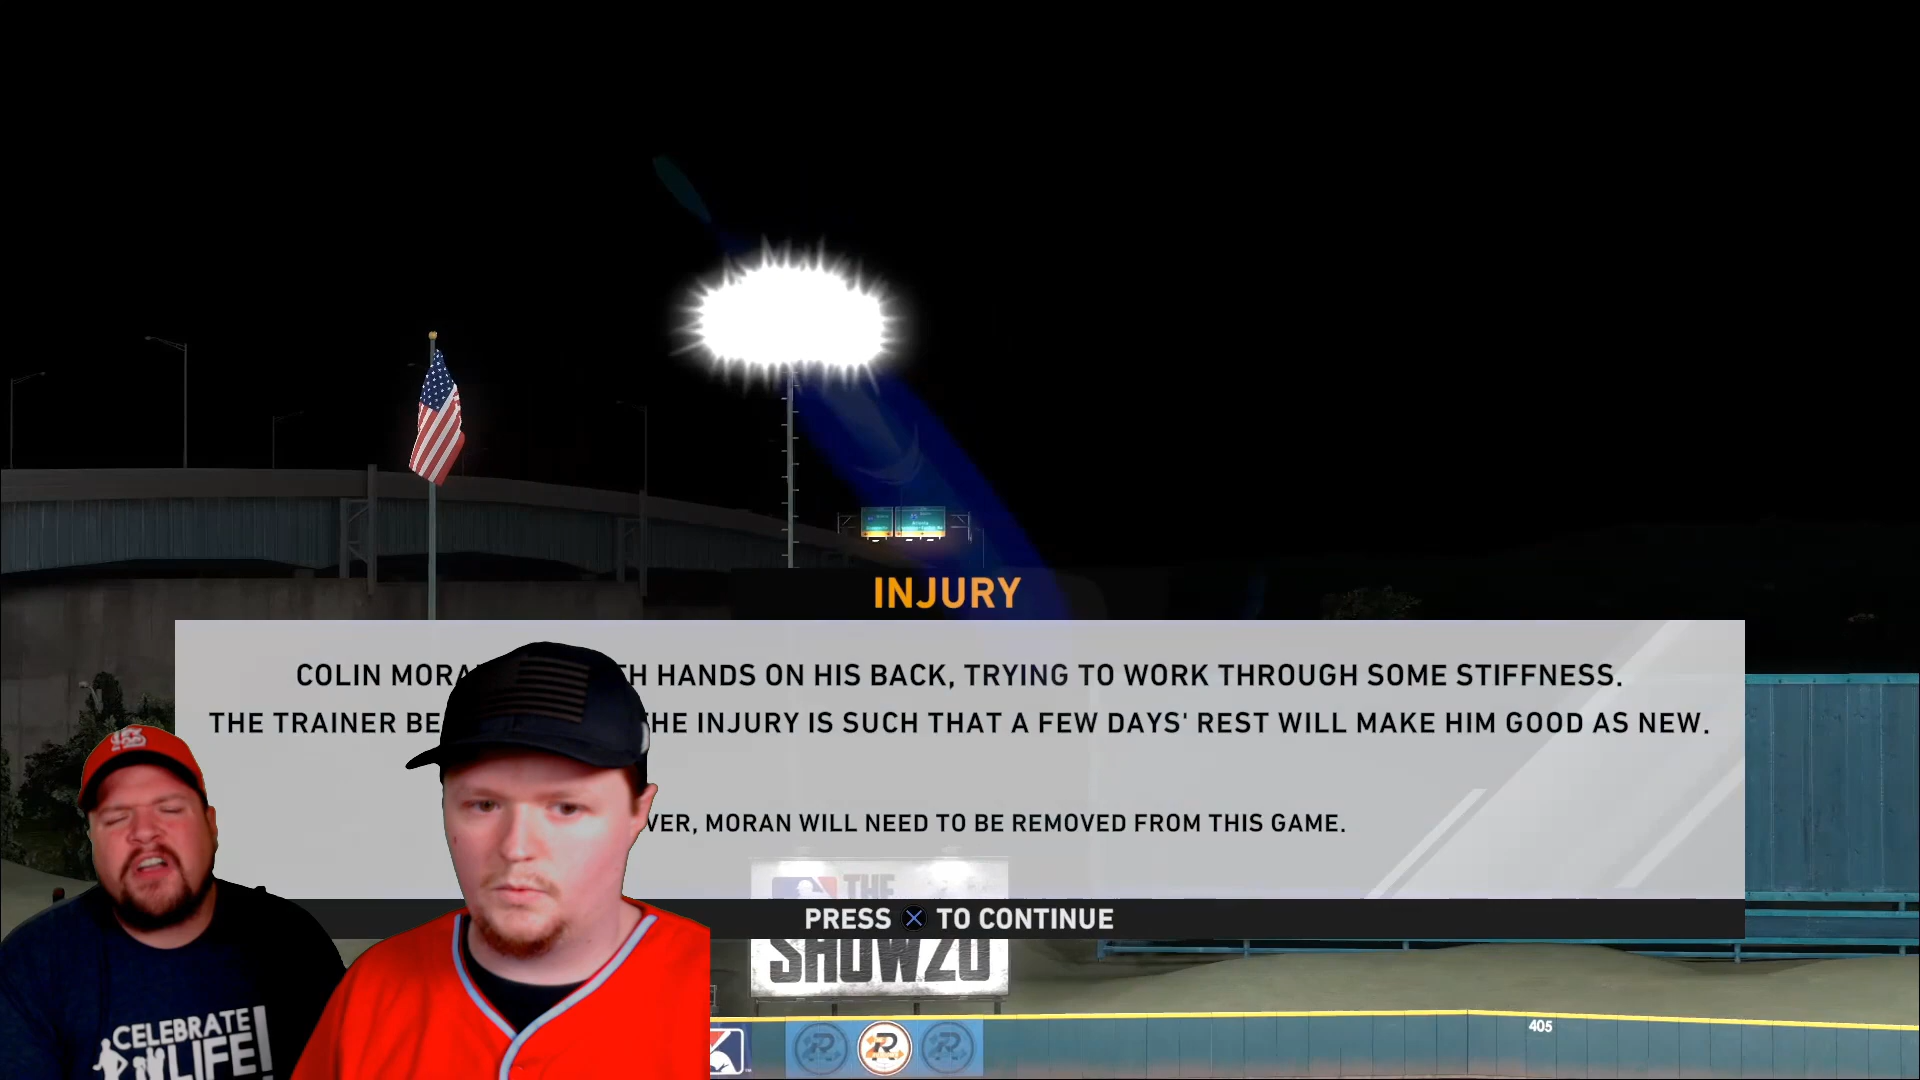 INJURY
COLIN MORA H HANDS ON HIS BACK, TRYING TO WORK THROUGH SOME STIFFNESS.
THE TRAINER BE HE INJURY IS SUCH THAT A FEW DAYS' REST WILL MAKE HIM GOOD AS NEW.
VER, MORAN WILL NEED TO BE REMOVED FROM THIS GAME.
THE
PRESS TO CONTINUE
SHOW20
CELEBRATE
LIFE!
405